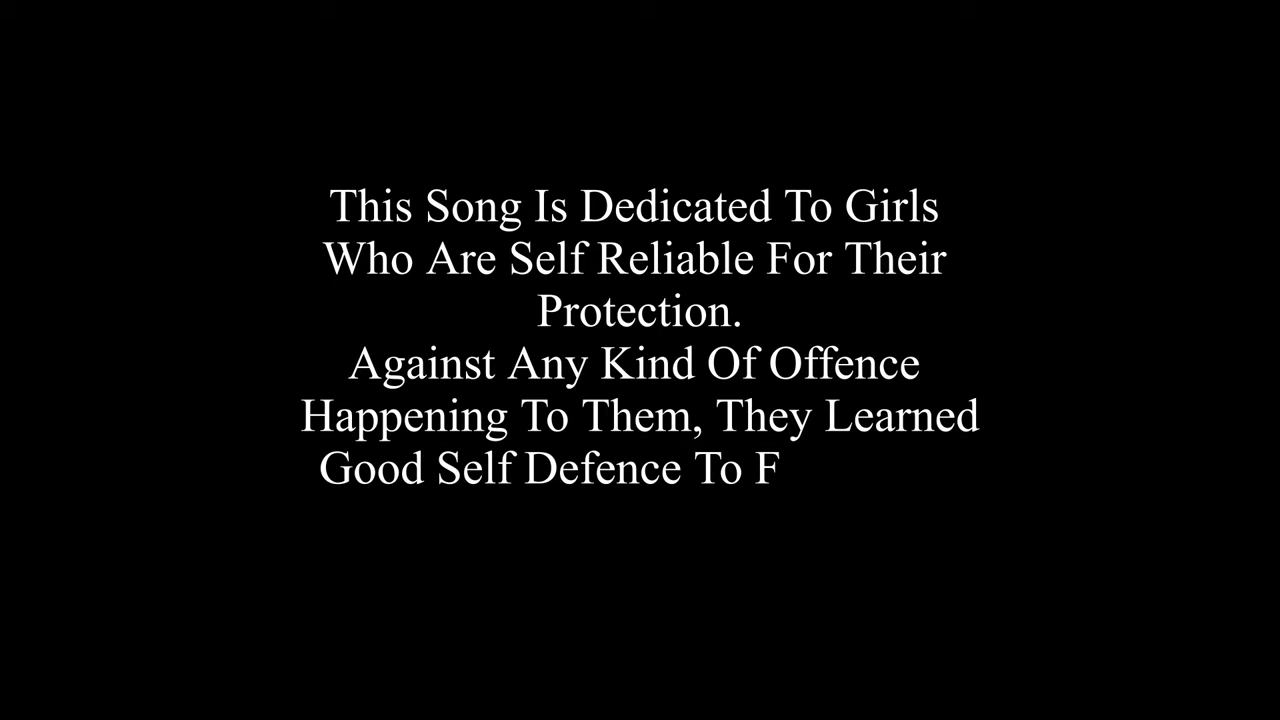 This Song Is Dedicated To Girls
Who Are Self Reliable For Their
Protection.
Against Any Kind Of Offence
Happening To Them, They Learned
Good Self Defence To F